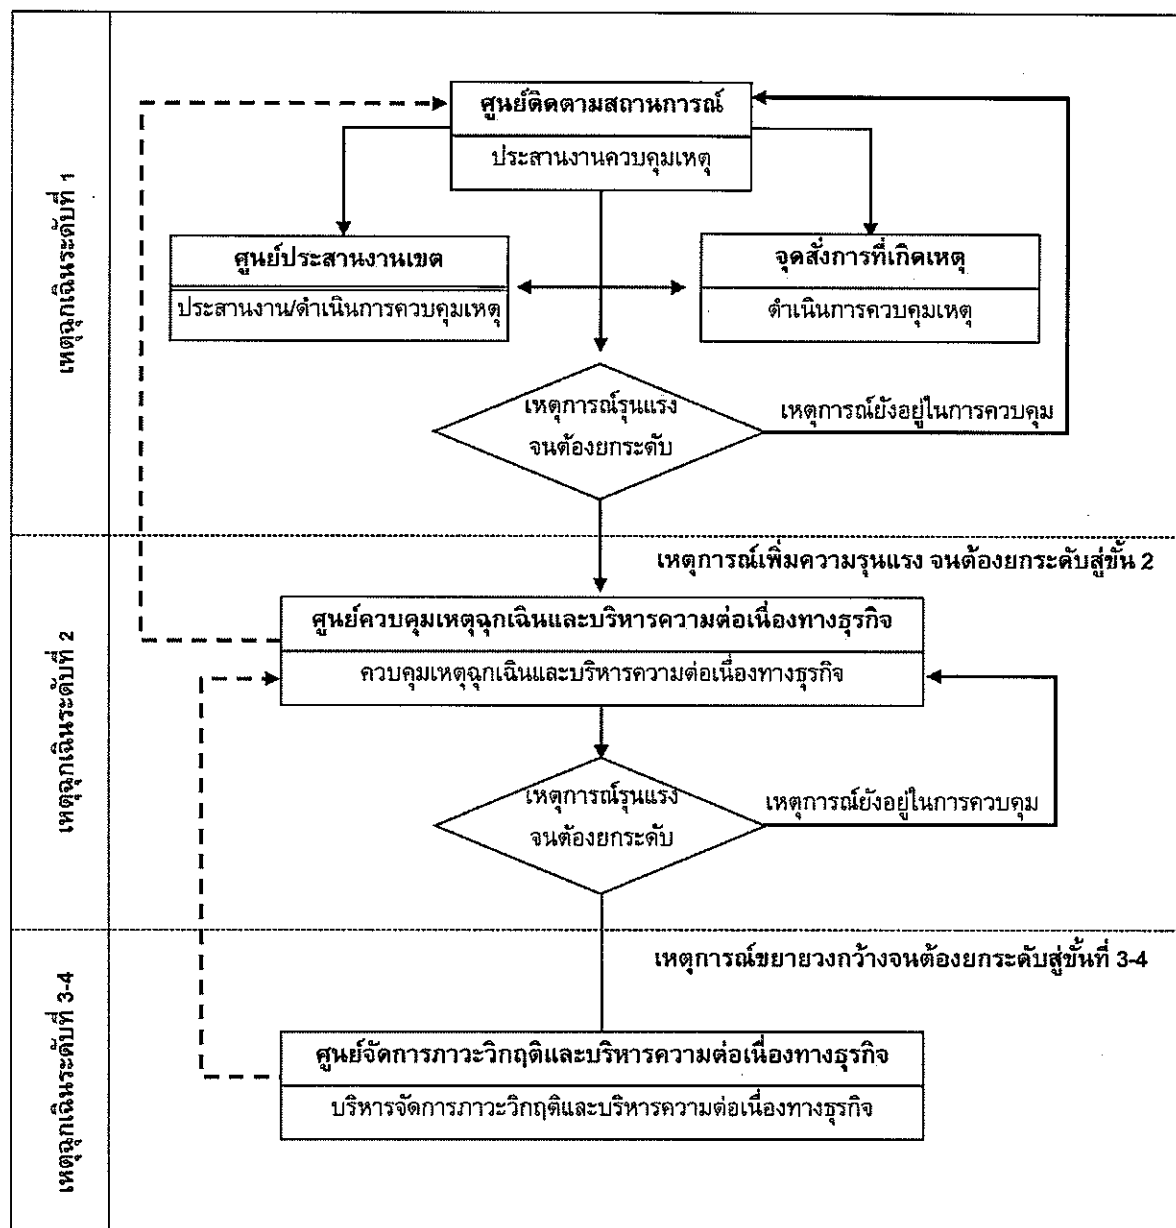 เหตุฉุกเฉินระดับที่ 1
ศูนย์ติดตามสถานการณ์
ประสานงานควบคุมเหตุ
ศูนย์ประสานงานเขต
ประสานงาน/ดำเนินการควบคุมเหตุ
จุดสั่งการที่เกิดเหตุ
ดำเนินการควบคุมเหตุ
เหตุการณ์รุนแรง
จนต้องยกระดับ
เหตุการณ์ยังอยู่ในการควบคุม
เหตุฉุกเฉินระดับที่ 2
เหตุการณ์เพิ่มความรุนแรง จนต้องยกระดับสู่ขั้น 2
ศูนย์ควบคุมเหตุฉุกเฉินและบริหารความต่อเนื่องทางธุรกิจ
ควบคุมเหตุฉุกเฉินและบริหารความต่อเนื่องทางธุรกิจ
เหตุการณ์รุนแรง
จนต้องยกระดับ
เหตุการณ์ยังอยู่ในการควบคุม
เหตุฉุกเฉินระดับที่ 3-4
เหตุการณ์ขยายวงกว้างจนต้องยกระดับสู่ขั้นที่ 3-4
ศูนย์จัดการภาวะวิกฤติและบริหารความต่อเนื่องทางธุรกิจ
บริหารจัดการภาวะวิกฤติและบริหารความต่อเนื่องทางธุรกิจ